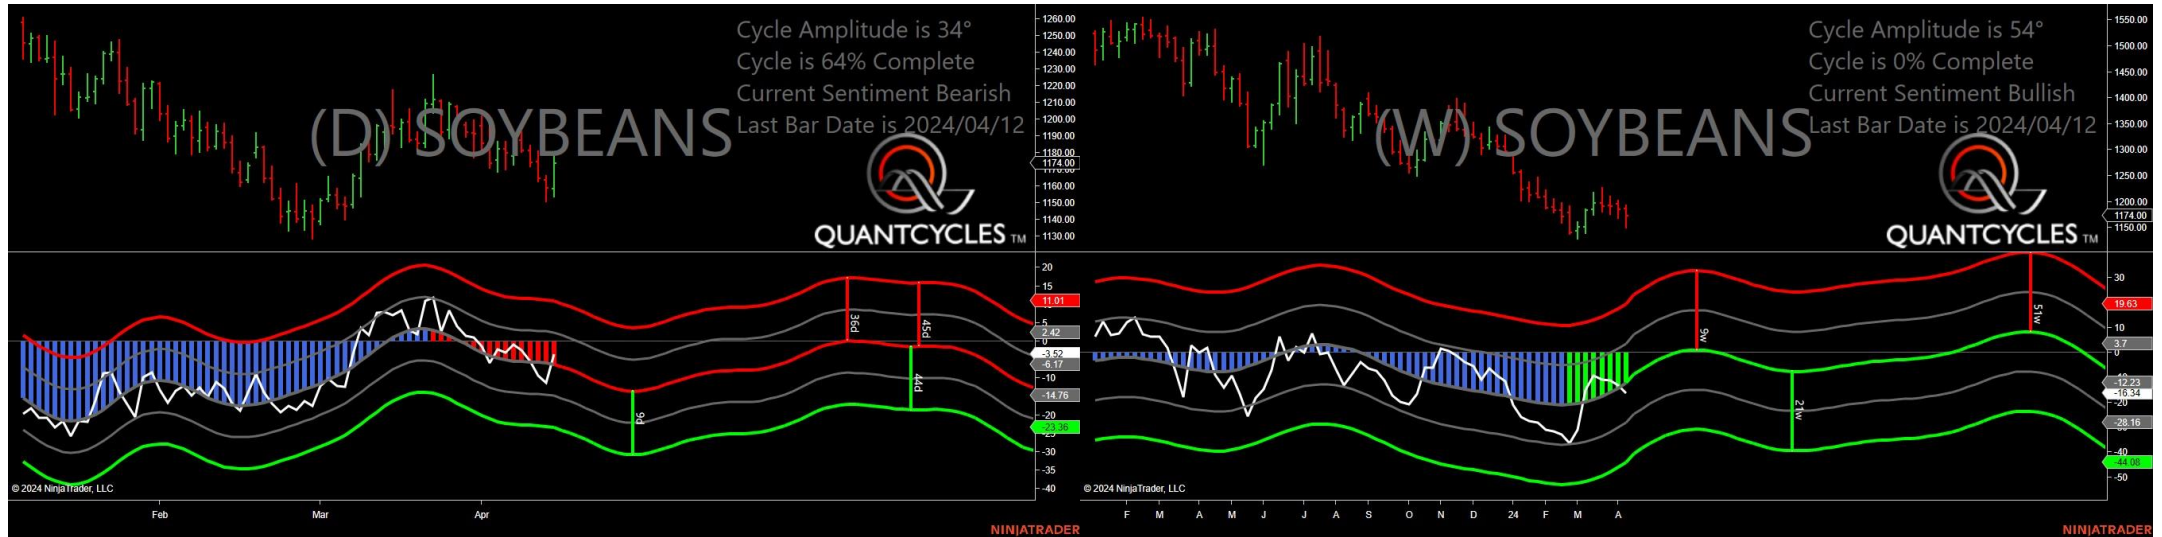 Cycle Amplitude is 34°
Cycle is 64% Complete
Current Sentiment Bearish
Last Bar Date is 2024/04/12
(D) SOYBEANS
QUANTCYCLES TM
1260.00
1250.00
1240.00
1230.00
1220.00
1210.00
1200.00
1190.00
1180.00
1174.00
1160.00
1150.00
1140.00
1130.00
20
15
11.01
5
2.42
0
-3.52
-6.17
-10
-14.76
-20
-23.36
-30
-35
-40
9d
36d
45d
44d
© 2024 NinjaTrader, LLC
Feb Mar Apr
NINJATRADER
Cycle Amplitude is 54°
Cycle is 0% Complete
Current Sentiment Bullish
Last Bar Date is 2024/04/12
(W) SOYBEANS
QUANTCYCLES TM
1550.00
1500.00
1450.00
1400.00
1350.00
1300.00
1250.00
1200.00
1174.00
1150.00
30
19.63
10
3.7
0
-12.23
-16.34
-20
-28.16
-44.08
-50
9w
21w
51w
© 2024 NinjaTrader, LLC
F M A M J J A S O N D 24 F M A
NINJATRADER